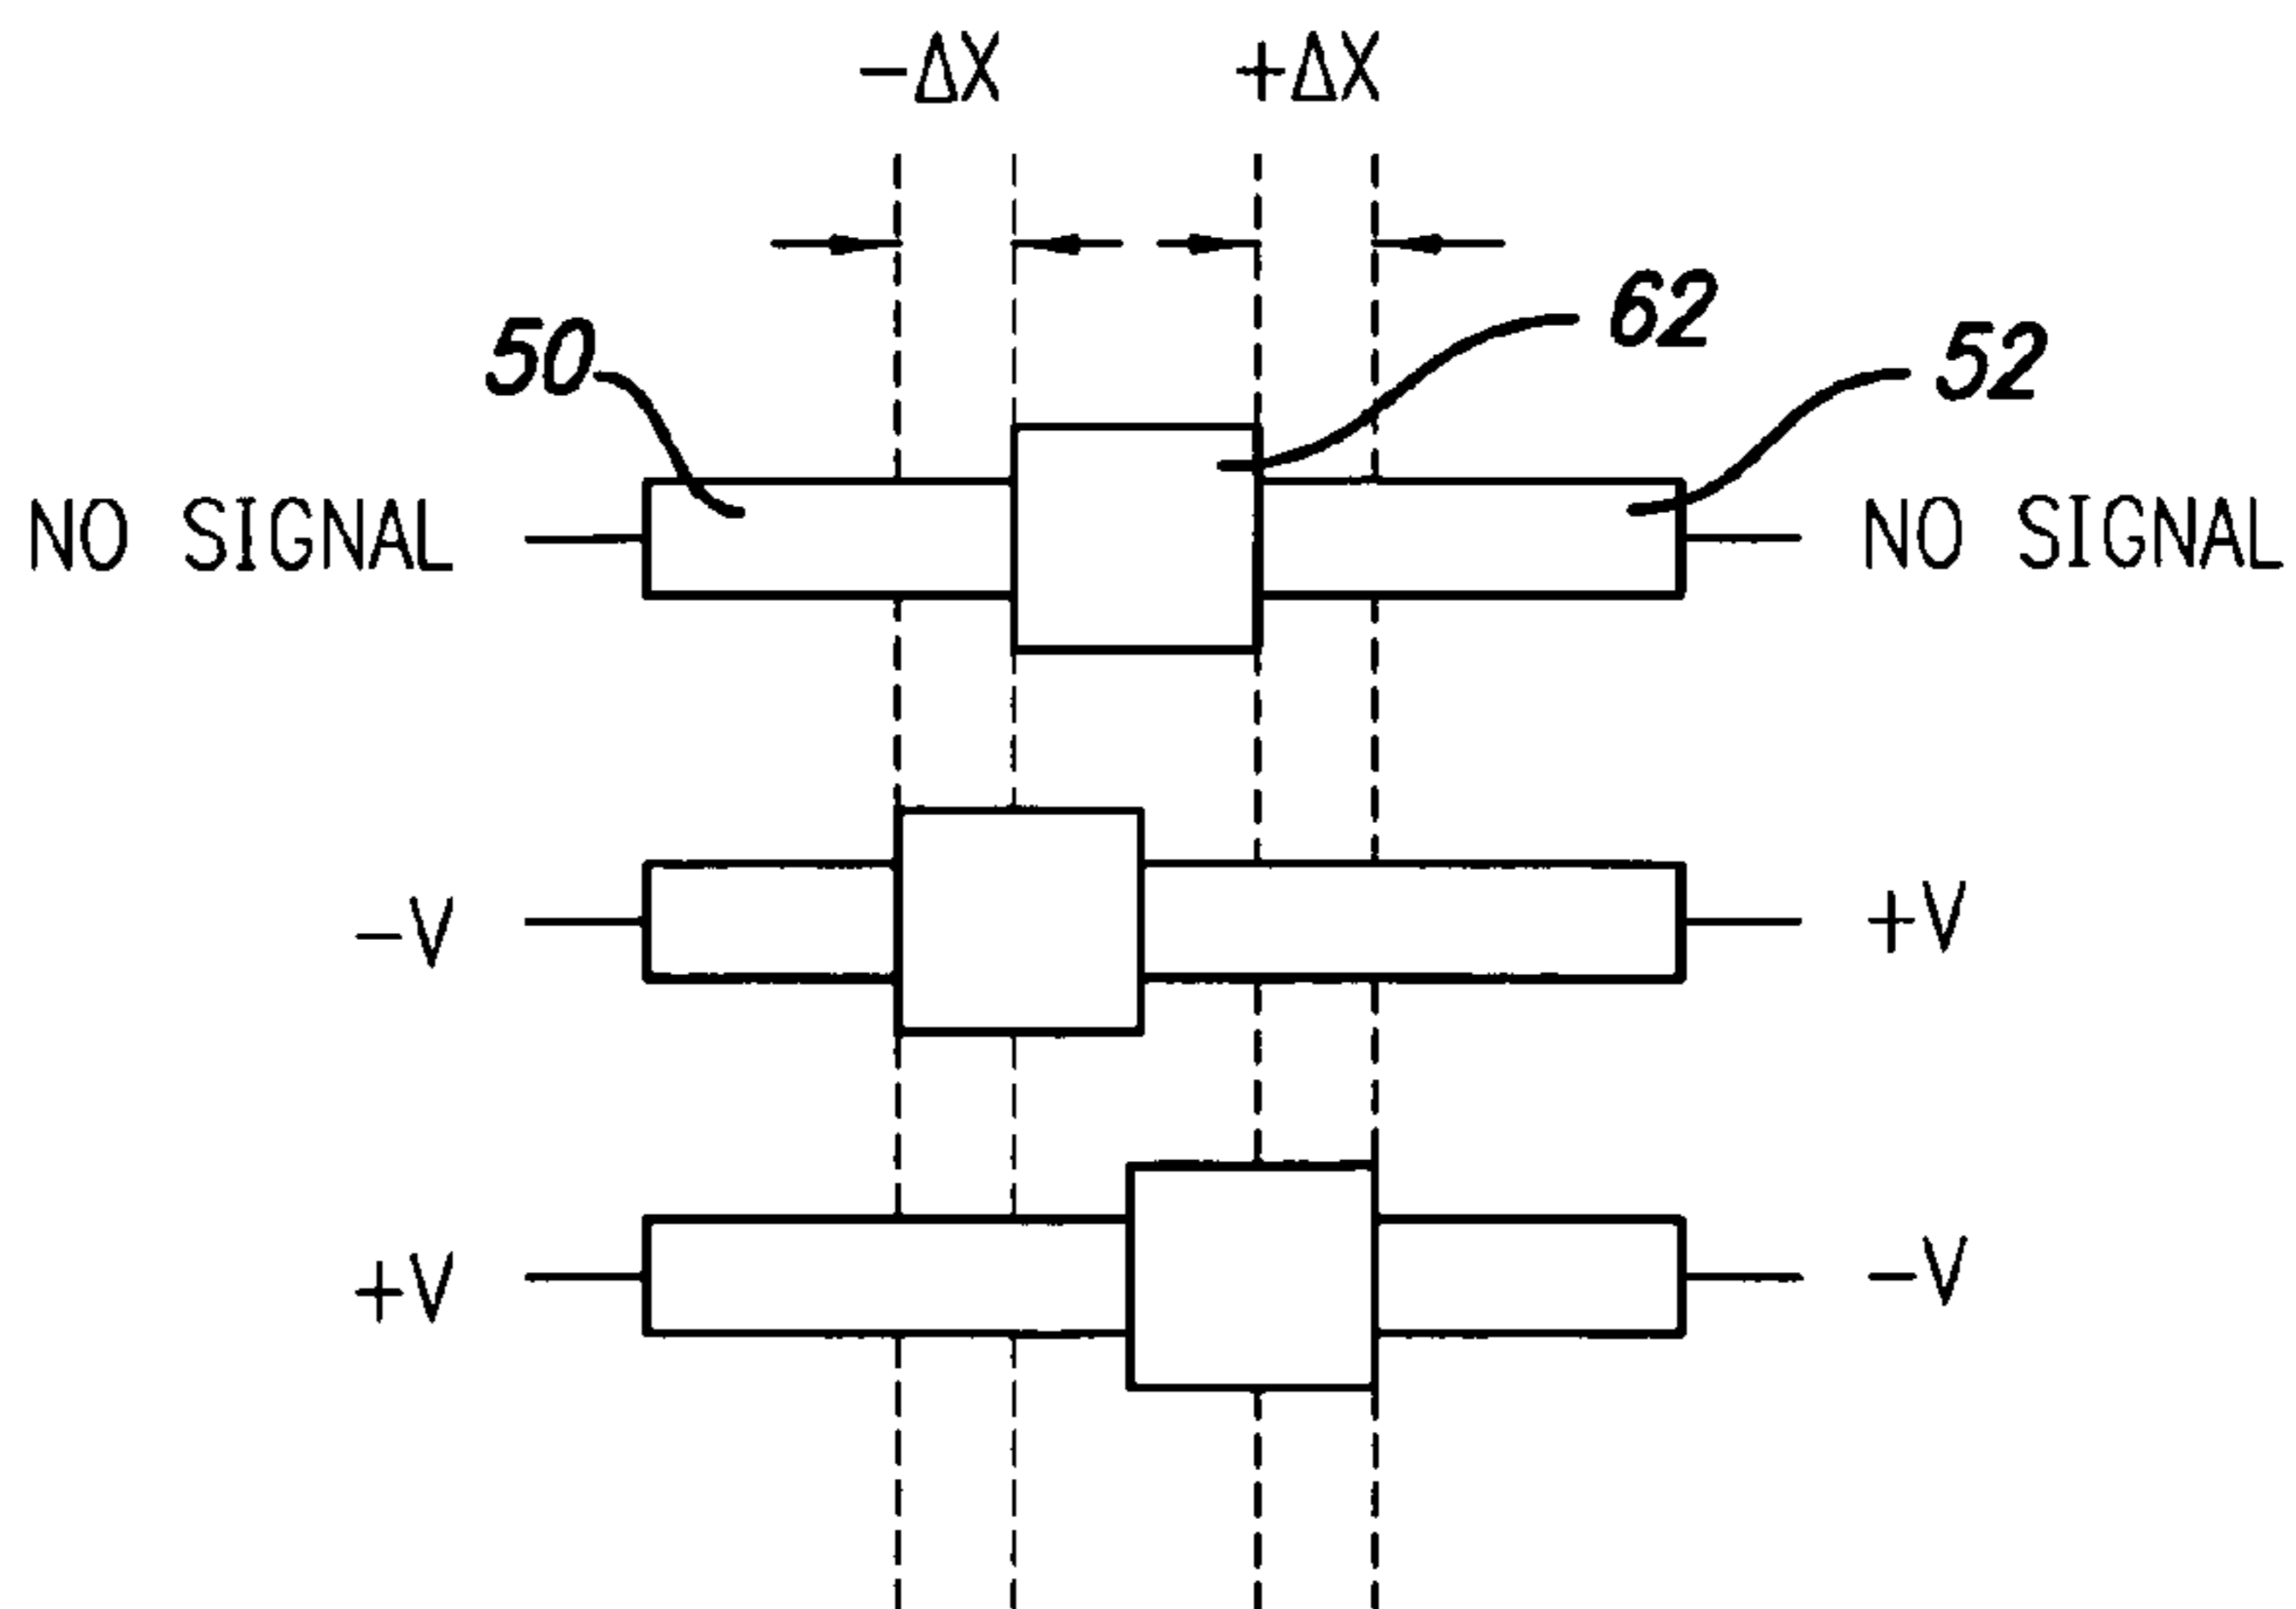 −ΔX +ΔX
50 62 52
NO SIGNAL NO SIGNAL
−V +V
+V −V